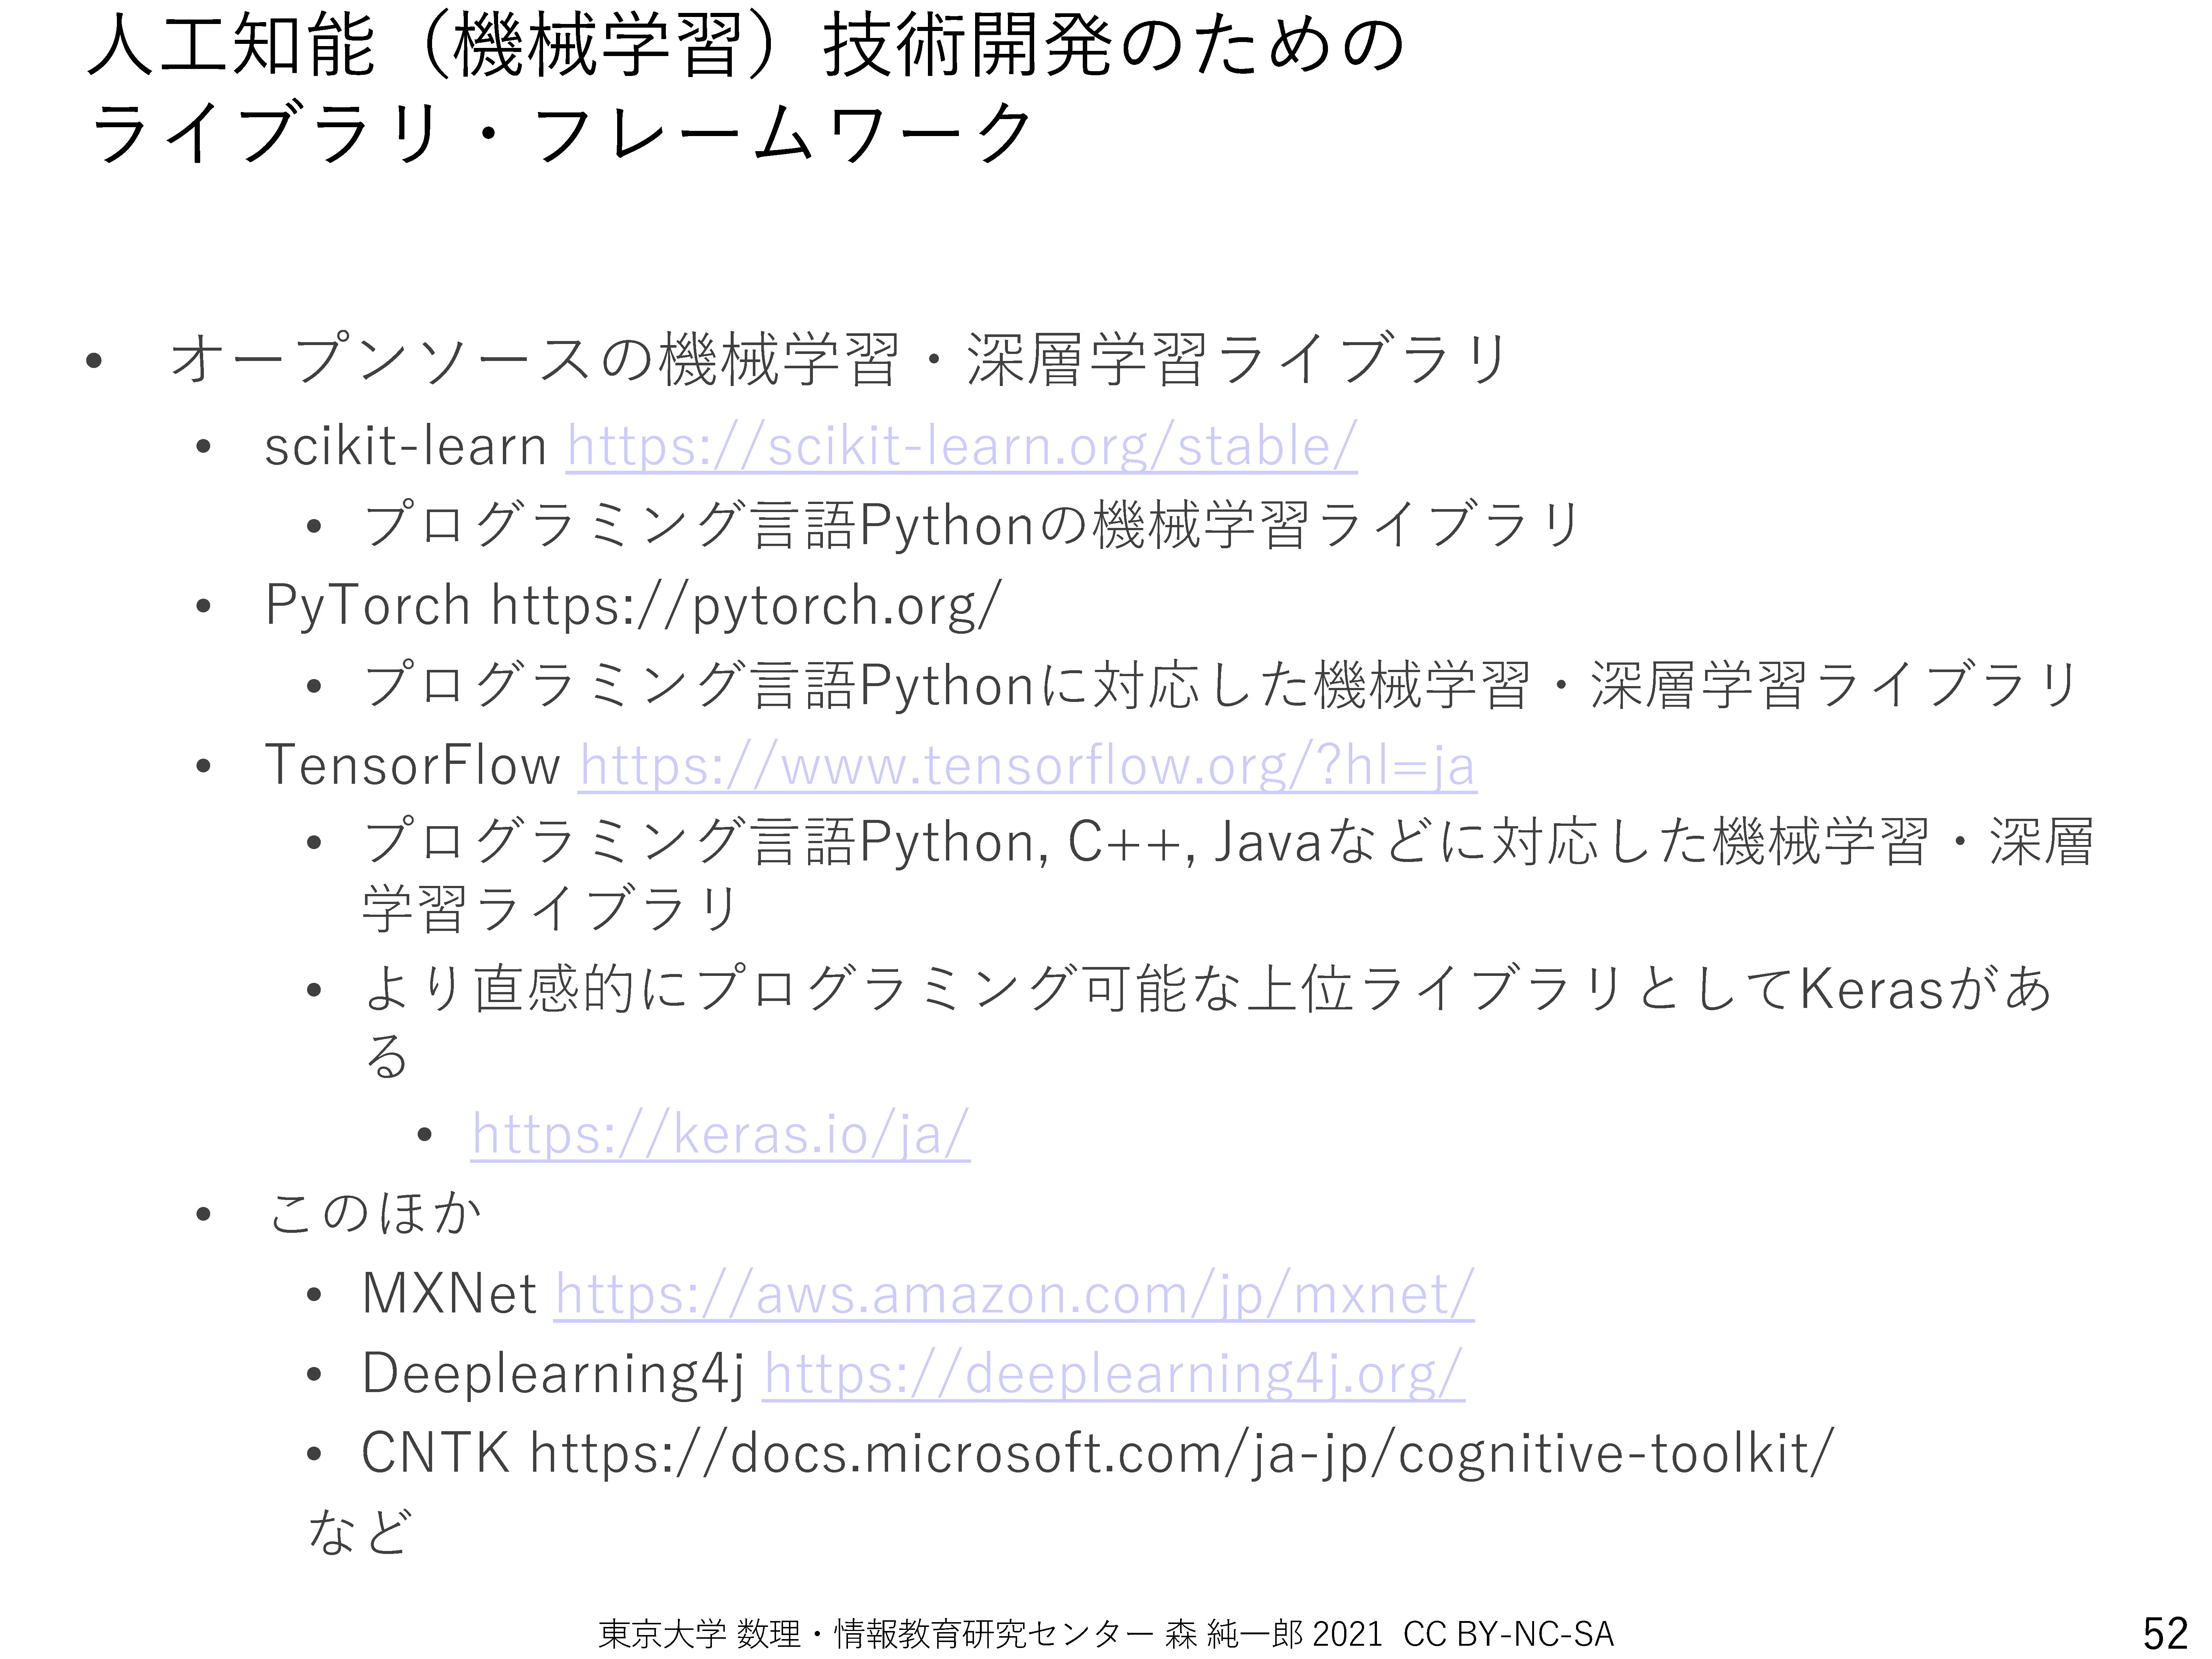 人工知能（機械学習）技術開発のための
ライブラリ・フレームワーク
• オープンソースの機械学習・深層学習ライブラリ
• scikit-learn https://scikit-learn.org/stable/
• プログラミング言語Pythonの機械学習ライブラリ
• PyTorch https://pytorch.org/
• プログラミング言語Pythonに対応した機械学習・深層学習ライブラリ
• TensorFlow https://www.tensorflow.org/?hl=ja
• プログラミング言語Python, C++, Javaなどに対応した機械学習・深層
学習ライブラリ
• より直感的にプログラミング可能な上位ライブラリとしてKerasがあ
る
• https://keras.io/ja/
• このほか
• MXNet https://aws.amazon.com/jp/mxnet/
• Deeplearning4j https://deeplearning4j.org/
• CNTK https://docs.microsoft.com/ja-jp/cognitive-toolkit/
など
東京大学 数理・情報教育研究センター 森 純一郎 2021 CC BY-NC-SA
52